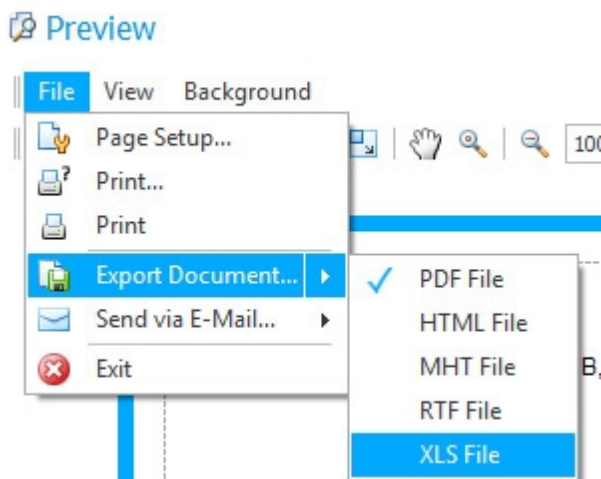 Preview
File View Background
Page Setup...
100
Print...
Print
Export Document...
PDF File
Send via E-Mail...
HTML File
Exit
MHT File
B,
RTF File
XLS File